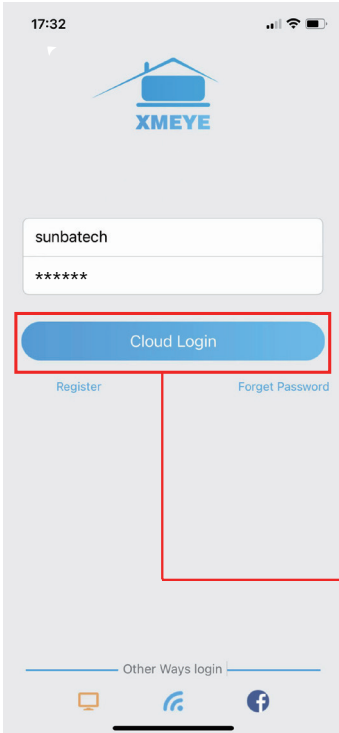 17:32
XMEYE
sunbatech
******
Cloud Login
Register Forget Password
Other Ways login
f